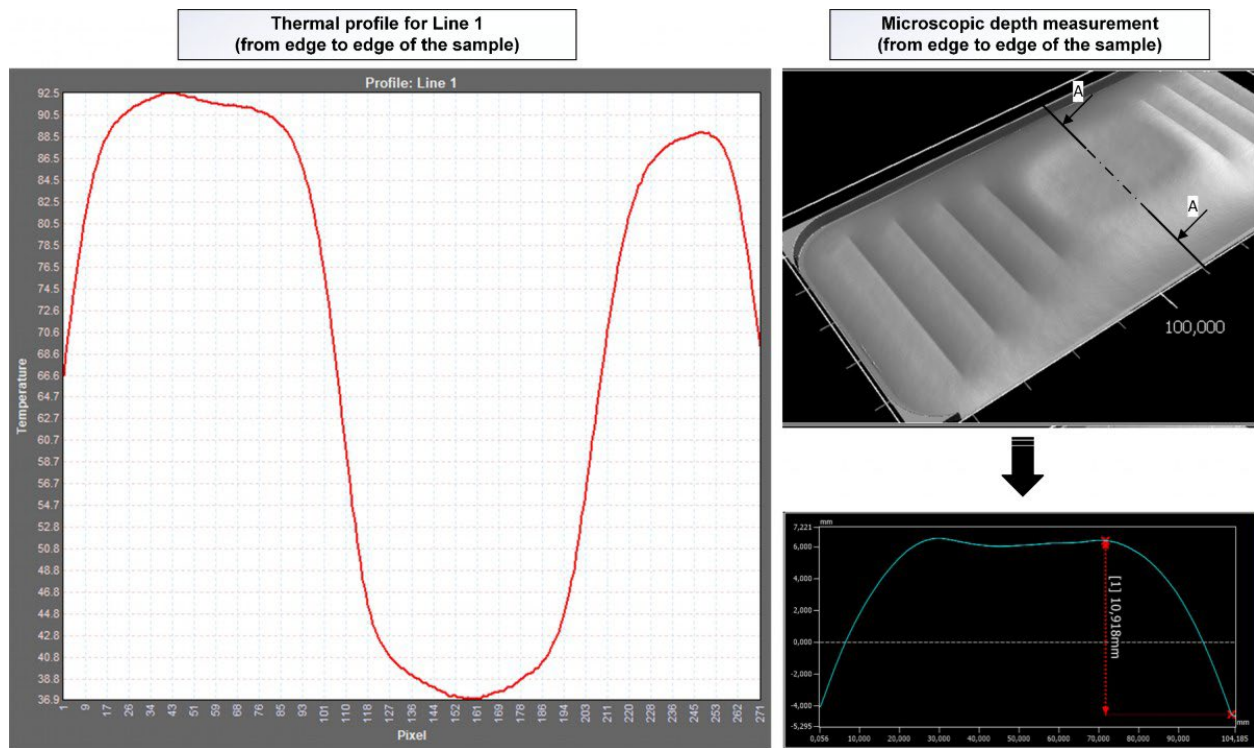 Thermal profile for Line 1
(from edge to edge of the sample)
Profile: Line 1
92.5
90.5
88.5
86.5
84.5
82.5
80.5
78.5
76.5
74.5
72.6
70.6
68.6
66.6
64.7
62.7
60.7
58.7
56.7
54.7
52.8
50.8
48.8
46.8
44.8
42.8
40.8
38.8
36.9
Temperature
1 9 17 26 34 43 51 59 68 76 85 93 101 110 118 127 135 144 152 161 169 177 186 194 203 211 220 228 236 245 253 262 271
Pixel
Microscopic depth measurement
(from edge to edge of the sample)
A
A
100,000
7,221 mm
6,000
4,000
2,000
0,000
-4,000
-5,295
[1] 10,918mm
mm
0,056 10,000 20,000 30,000 40,000 50,000 60,000 70,000 80,000 90,000 104,185